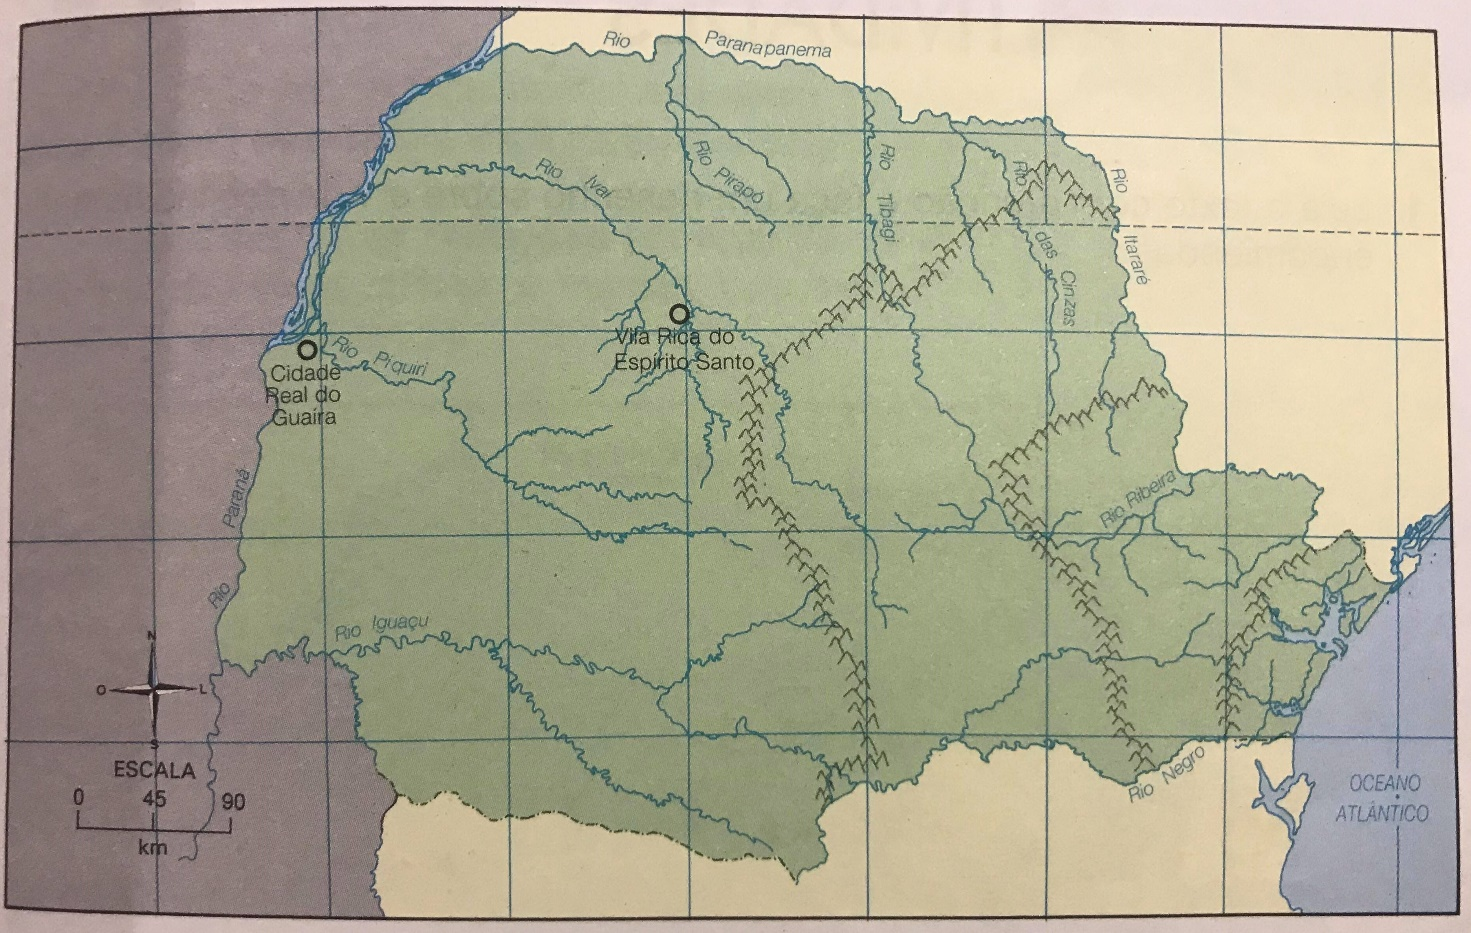 Rio Paranapanema
Rio Ivaí
Rio Pirapó
Rio Tibagi
Rio das Cinzas
Rio Itararé
Vila Rica do
Espírito Santo
Rio Piquiri
Cidade
Real do
Guaíra
Rio Paraná
Rio Ribeira
Rio Iguaçu
N
O
L
S
ESCALA
0 45 90
km
Rio Negro
OCEANO
ATLÂNTICO